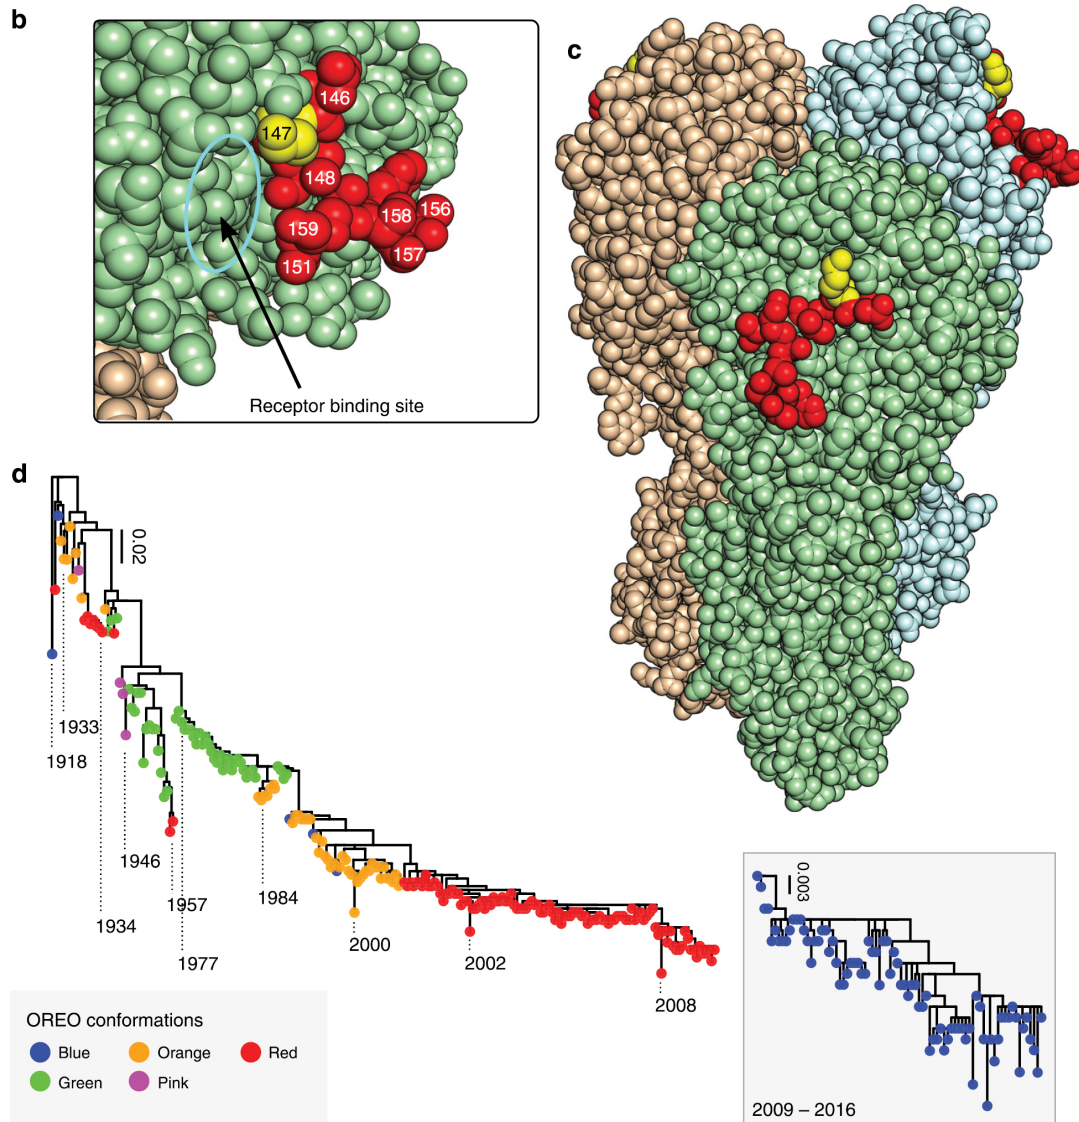 b
146
147
148
159
158
156
157
151
Receptor binding site
c
d
0.02
1933
1918
1946
1957
1984
1934
1977
2000
2002
2008
OREO conformations
Blue
Orange
Red
Green
Pink
0.003
2009 – 2016